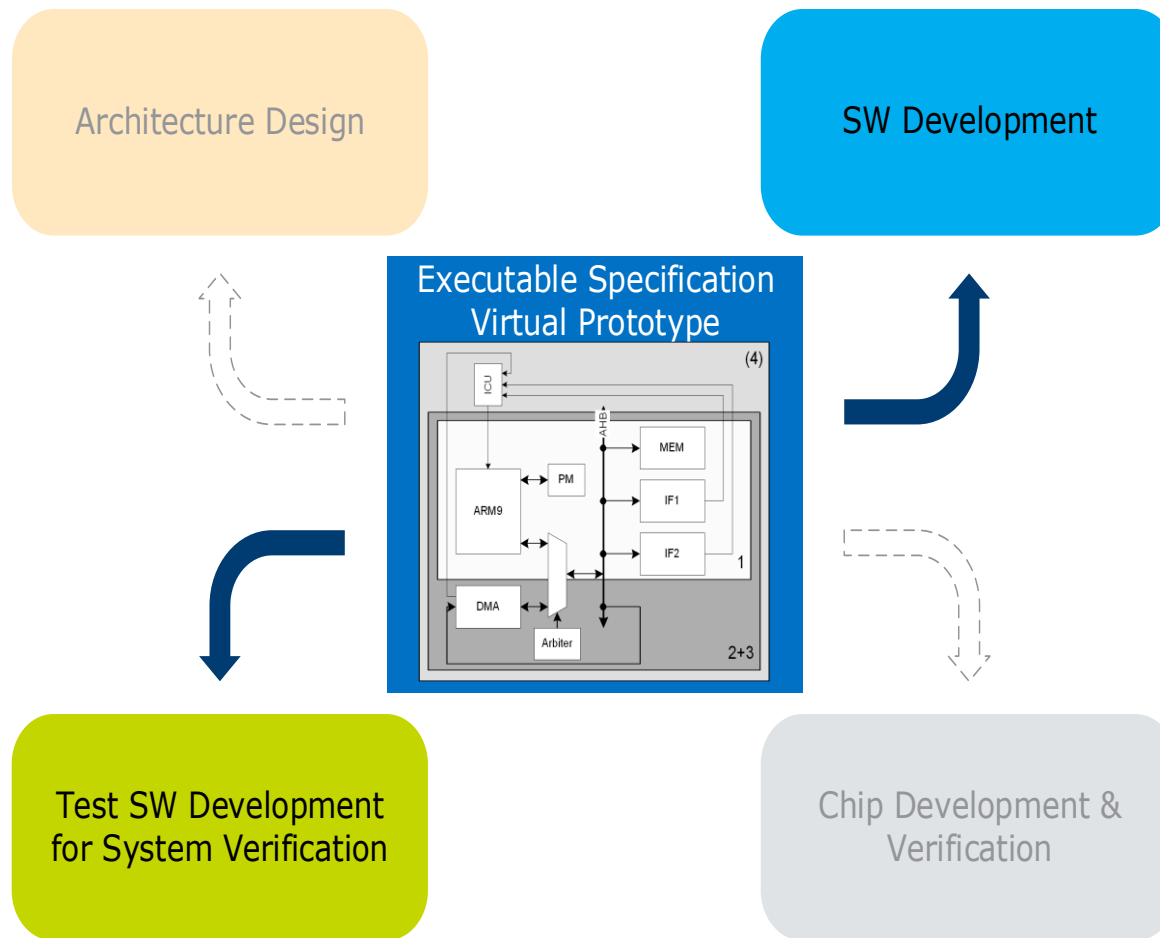 Architecture Design
SW Development
Executable Specification
Virtual Prototype
(4)
ICU
AHB
MEM
PM
ARM9
IF1
IF2
1
DMA
Arbiter
2+3
Test SW Development
for System Verification
Chip Development &
Verification